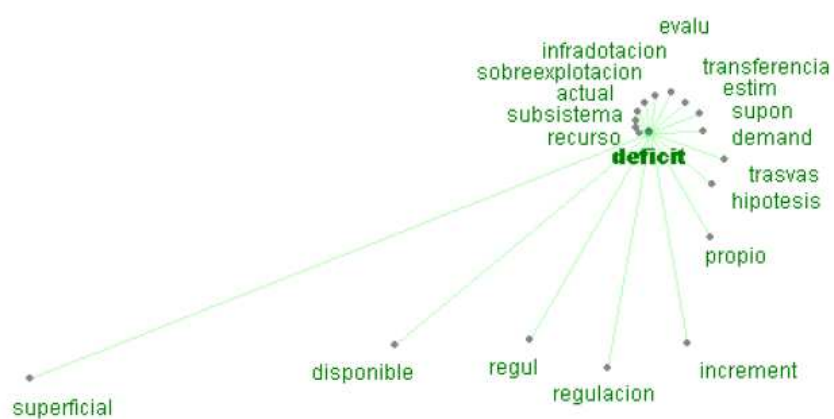 evalu
infradotacion
transferencia
sobreexplotacion
estim
actual
supon
subsistema
demand
recurso
deficit
trasvas
hipotesis
propio
disponible
regul
increment
regulacion
superficial